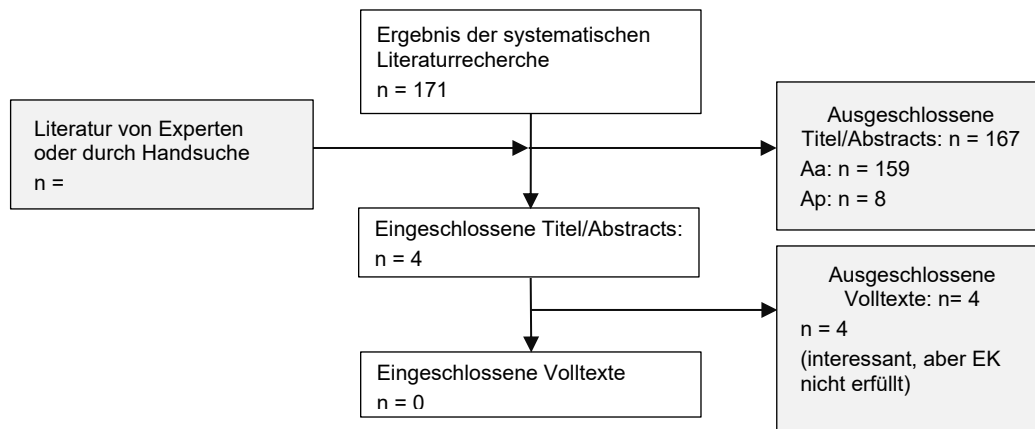 Ergebnis der systematischen
Literaturrecherche
n = 171
Literatur von Experten
oder durch Handsuche
n =
Ausgeschlossene
Titel/Abstracts: n = 167
Aa: n = 159
Ap: n = 8
Eingeschlossene Titel/Abstracts:
n = 4
Ausgeschlossene
Volltexte: n= 4
n = 4
(interessant, aber EK
nicht erfüllt)
Eingeschlossene Volltexte
n = 0